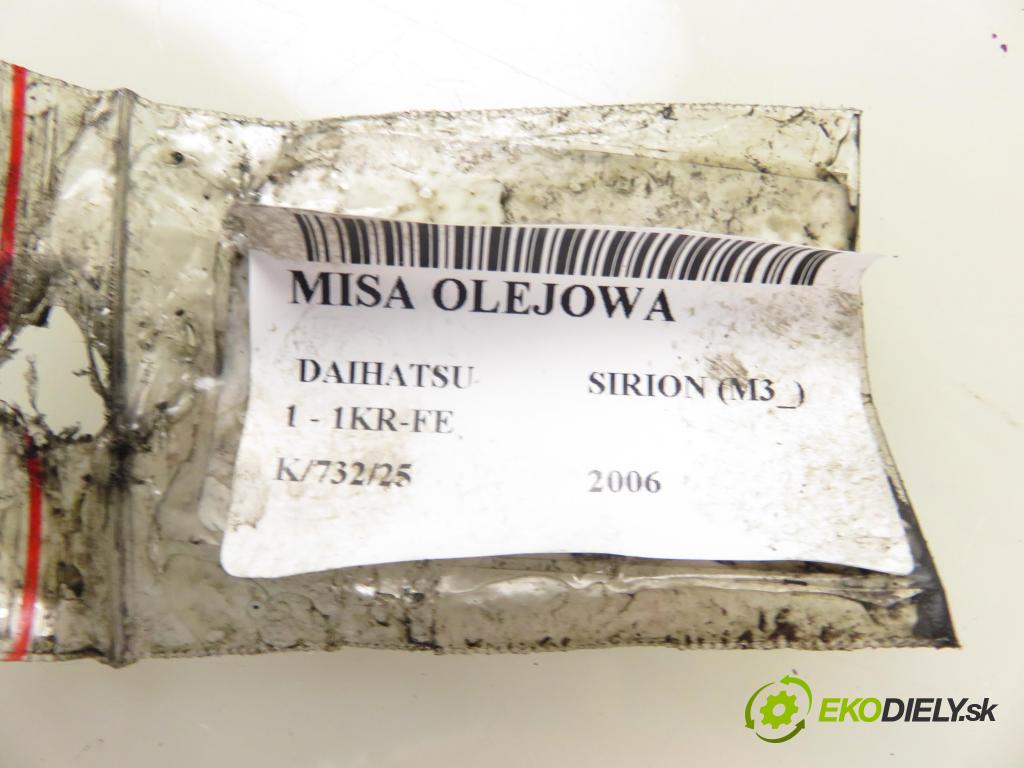 MISA OLEJOWA
DAIHATSU SIRION (M3_)
1 - 1KR-FE
K/732/25 2006
EKODIELY.sk